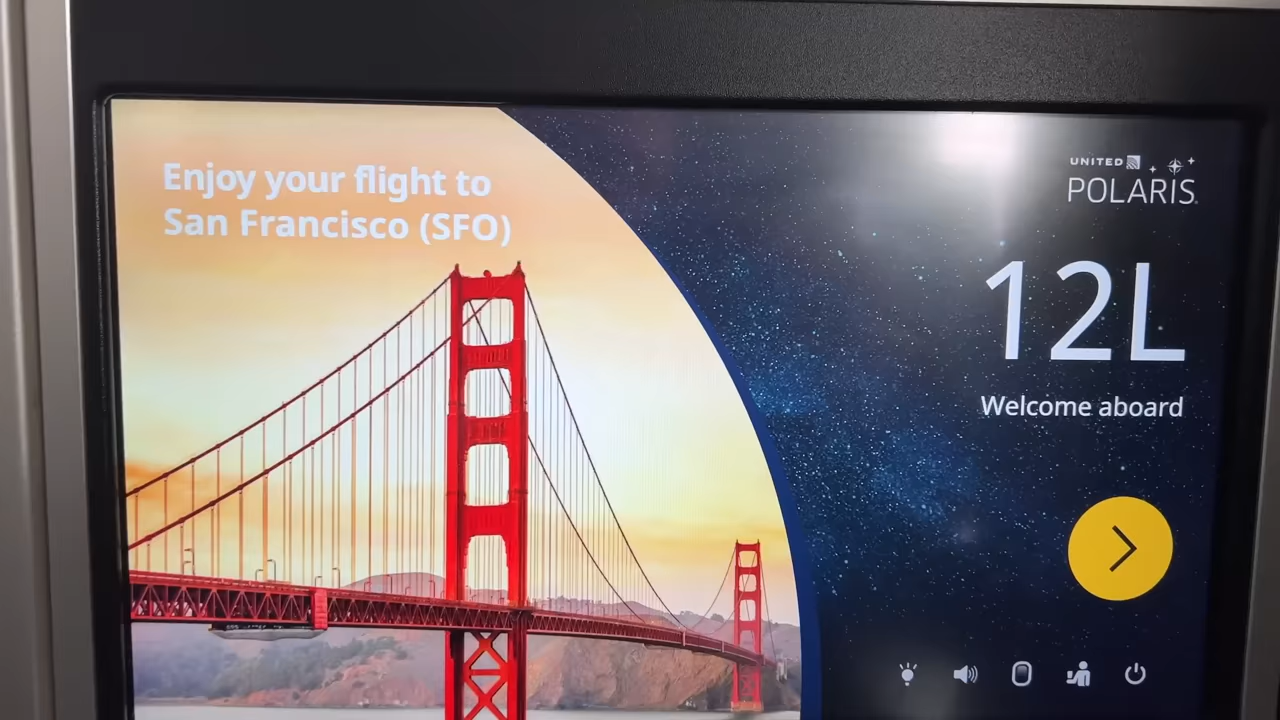 Enjoy your flight to
San Francisco (SFO)
UNITED
POLARIS
12L
Welcome aboard